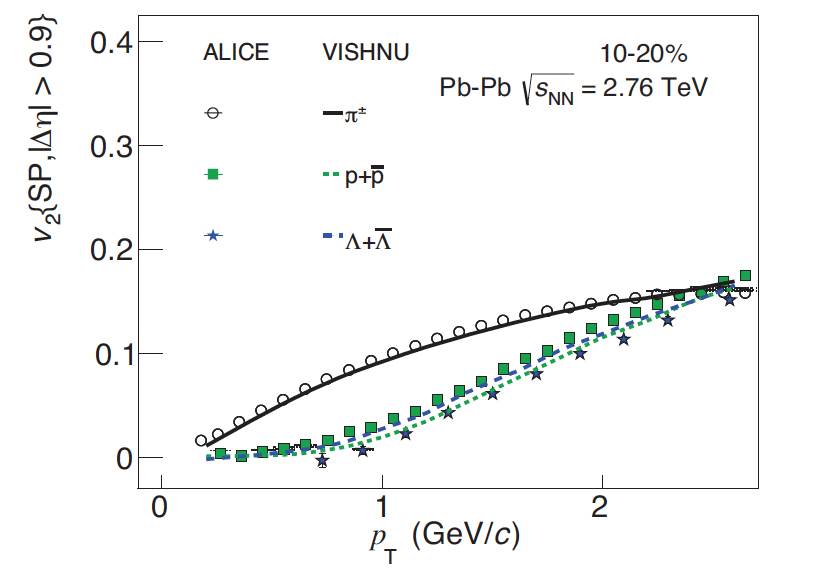 0.4
0.3
0.2
0.1
0
v₂{SP,|Δη| > 0.9}
ALICE VISHNU
π±
p+p̅
Λ+Λ̅
10-20%
Pb-Pb √sNN = 2.76 TeV
0 1 2
pT (GeV/c)